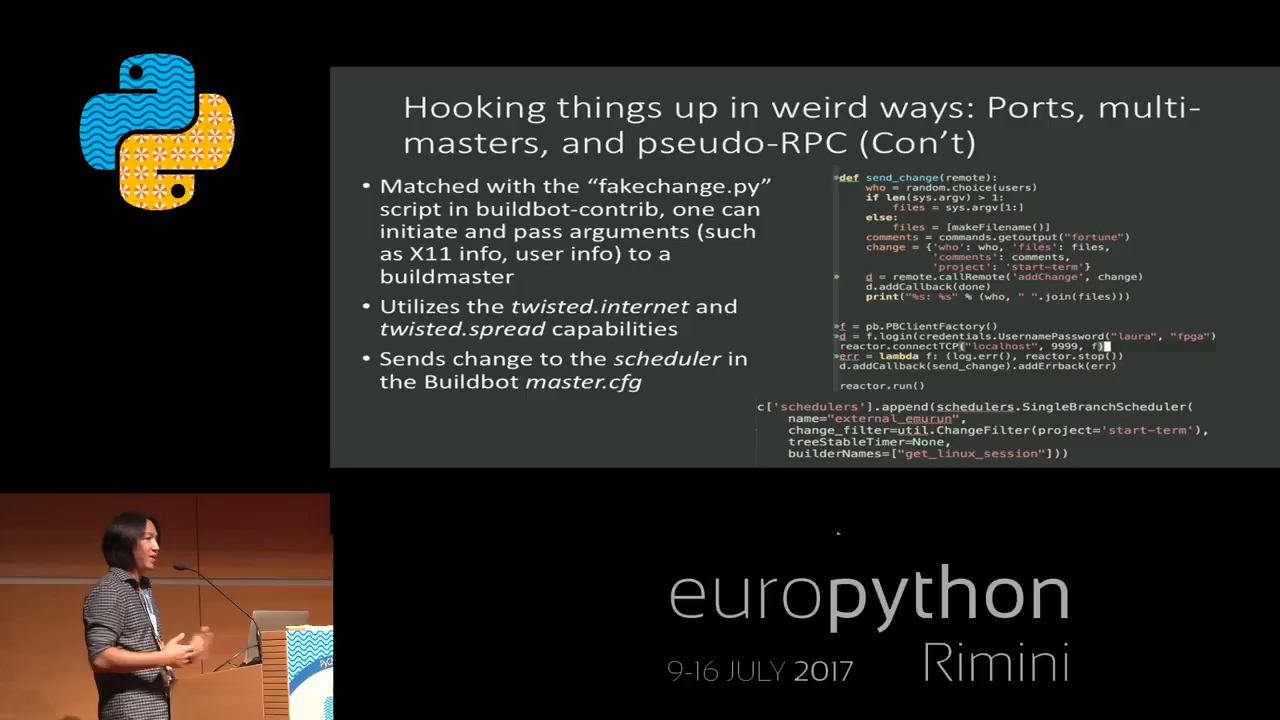 Hooking things up in weird ways: Ports, multi-
masters, and pseudo-RPC (Con't)
• Matched with the “fakechange.py”
script in buildbot-contrib, one can
initiate and pass arguments (such
as X11 info, user info) to a
buildmaster
• Utilizes the twisted.internet and
twisted.spread capabilities
• Sends change to the scheduler in
the Buildbot master.cfg
def send_change(remote):
who = random.choice(users)
if len(sys.argv) > 1:
files = sys.argv[1:]
else:
files = [makeFilename()]
comments = commands.getoutput("fortune")
change = {'who': who, 'files': files,
'comments': comments,
'project': 'start-term'}
d = remote.callRemote('addChange', change)
d.addCallback(done)
print("%s: %s" % (who, " ".join(files)))
f = pb.PBClientFactory()
d = f.login(credentials.UsernamePassword("laura", "fpga")
reactor.connectTCP("localhost", 9999, f)
err = lambda f: (log.err(), reactor.stop())
d.addCallback(send_change).addErrback(err)
reactor.run()
c['schedulers'].append(schedulers.SingleBranchScheduler(
name="external_emurun",
change_filter=util.ChangeFilter(project='start-term'),
treeStableTimer=None,
builderNames=["get_linux_session"]))
europython
9-16 JULY 2017 Rimini